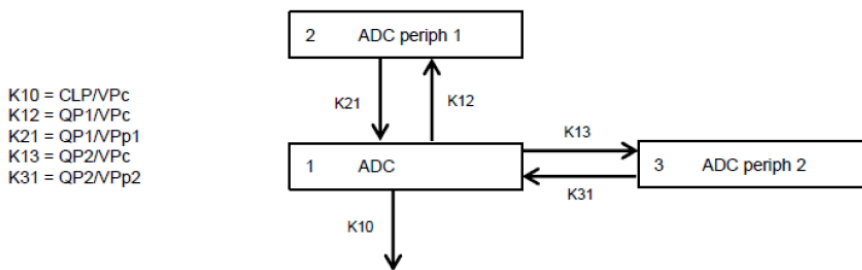 2 ADC periph 1
K10 = CLP/VPc
K12 = QP1/VPc
K21 = QP1/VPp1
K13 = QP2/VPc
K31 = QP2/VPp2
K21
K12
K13
1 ADC
3 ADC periph 2
K31
K10